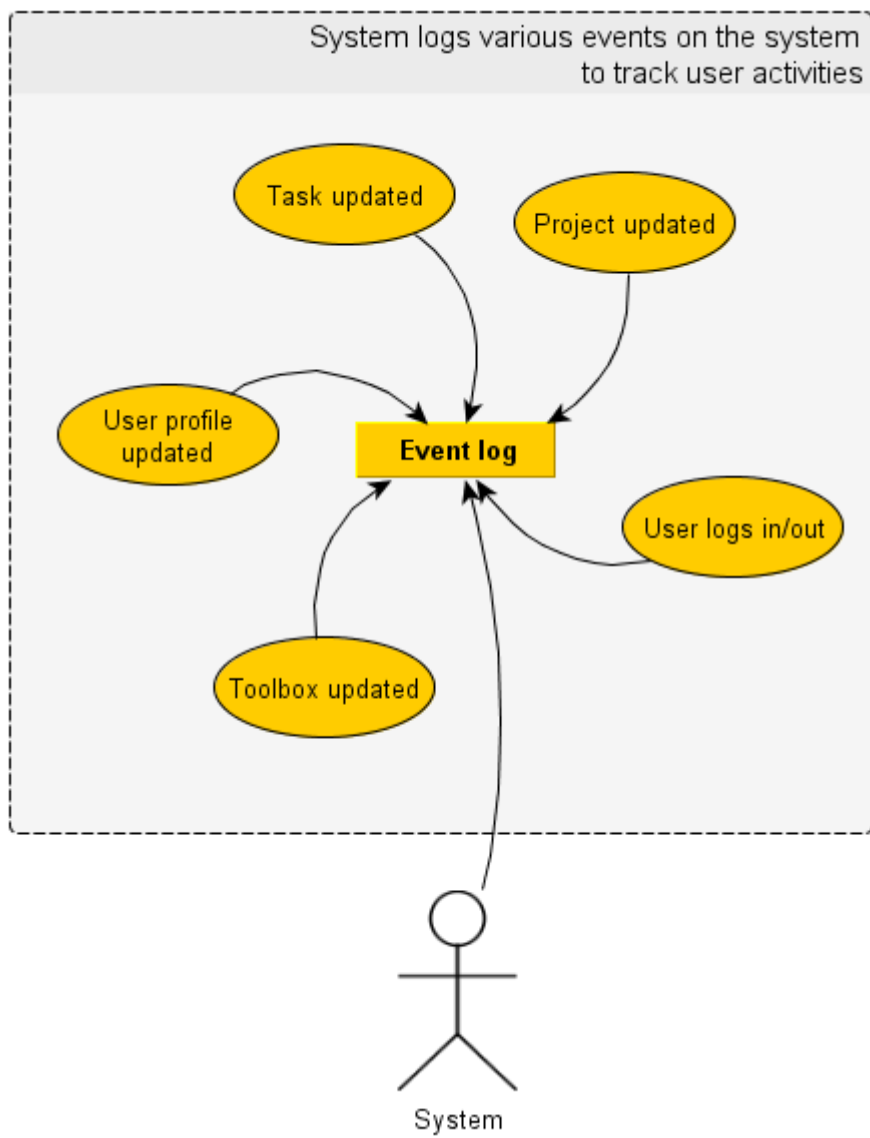 System logs various events on the system
to track user activities
Task updated
Project updated
User profile
updated
Event log
User logs in/out
Toolbox updated
System